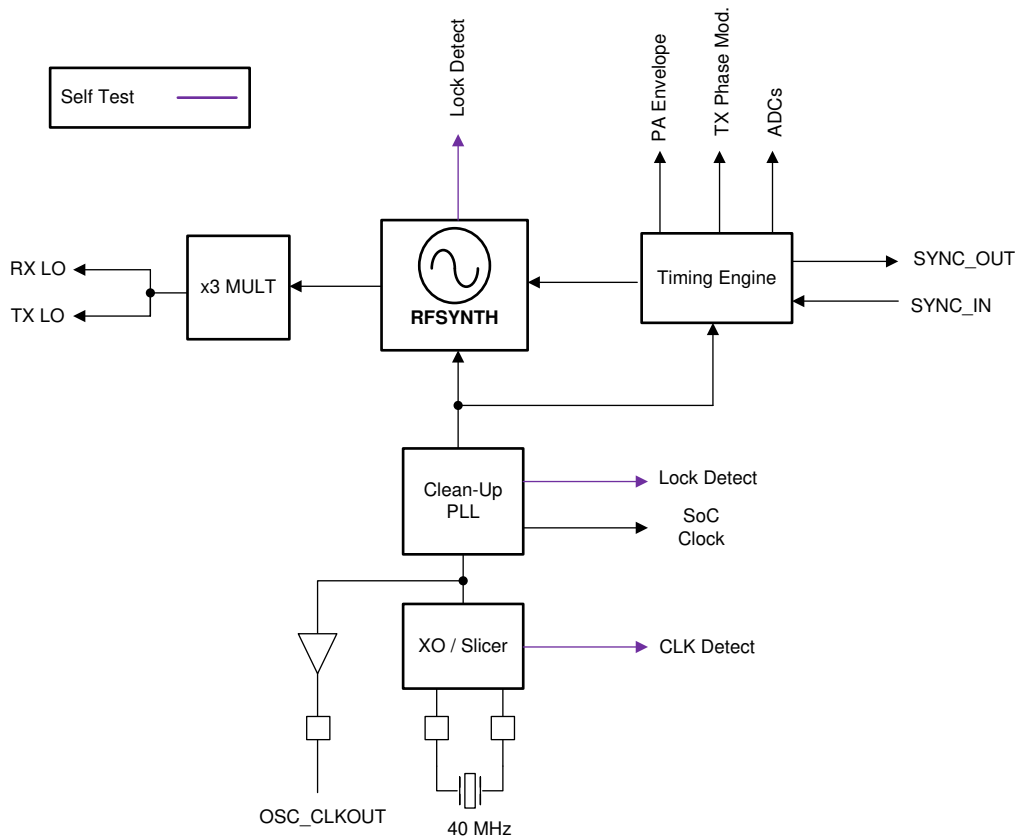 Lock Detect
PA Envelope
TX Phase Mod.
ADCs
Self Test
RX LO
TX LO
x3 MULT
RFSYNTH
Timing Engine
SYNC_OUT
SYNC_IN
Clean-Up
PLL
Lock Detect
SoC
Clock
XO / Slicer
CLK Detect
OSC_CLKOUT
40 MHz